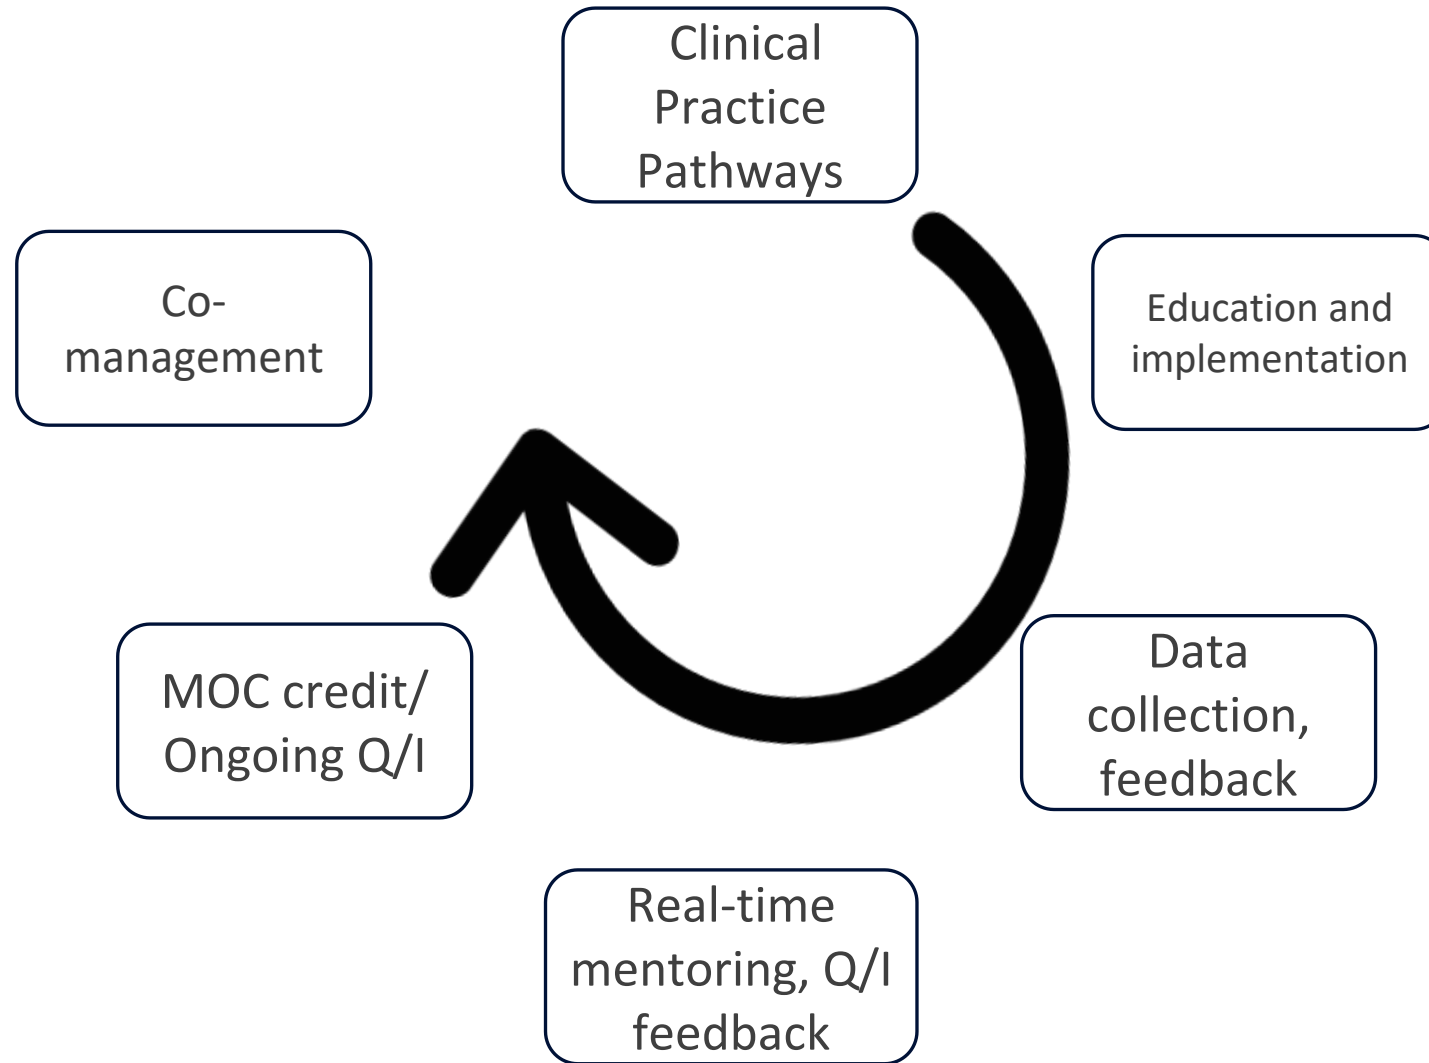 Clinical
Practice
Pathways
Education and
implementation
Data
collection,
feedback
Real-time
mentoring, Q/I
feedback
MOC credit/
Ongoing Q/I
Co-
management